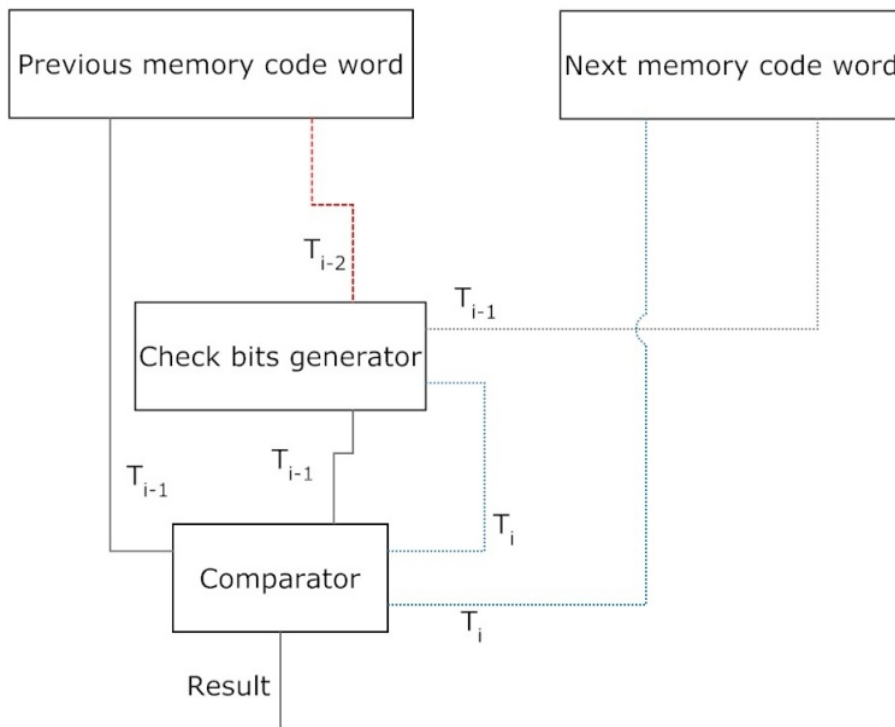 Previous memory code word
Next memory code word
T_{i-2}
T_{i-1}
Check bits generator
T_{i-1}
T_{i-1}
T_i
Comparator
T_i
Result